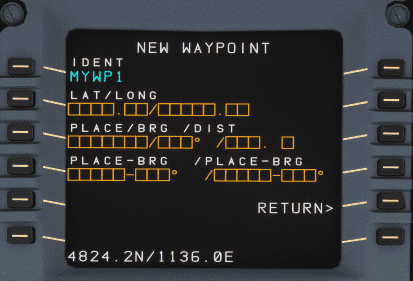 NEW WAYPOINT
IDENT
MYWP1
LAT/LONG
□□□□.□□/□□□□□.□□
PLACE/BRG /DIST
□□□□□□□/□□□° /□□□. □
PLACE-BRG /PLACE-BRG
□□□□□-□□□° /□□□□□-□□□°
RETURN>
4824.2N/1136.0E